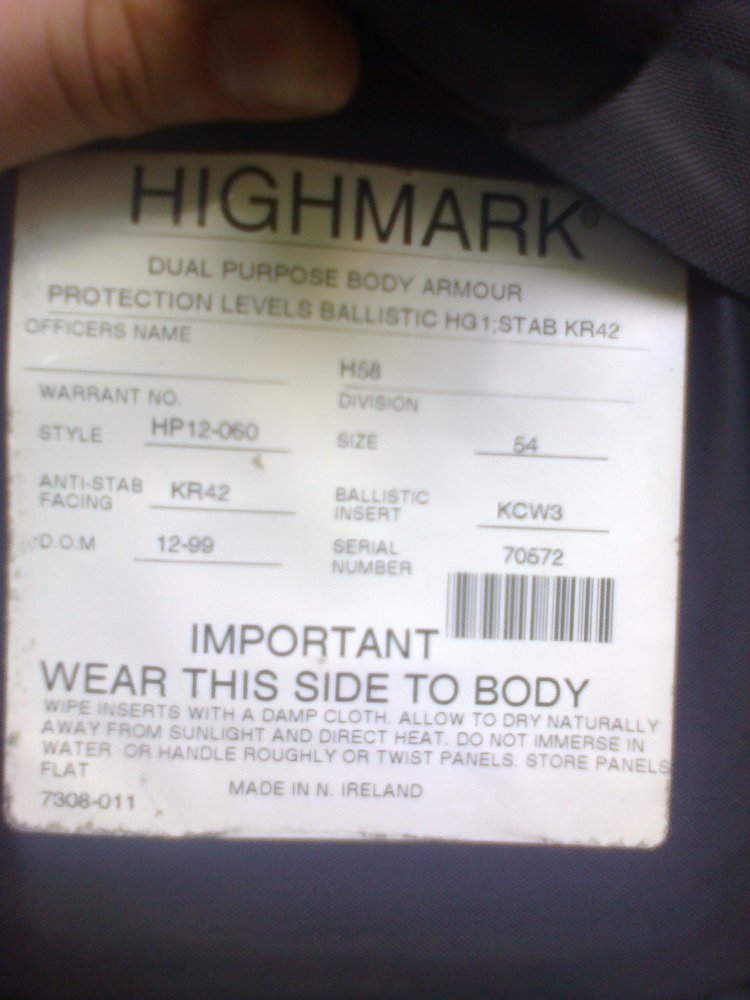 HIGHMARK®
DUAL PURPOSE BODY ARMOUR
PROTECTION LEVELS BALLISTIC HG1;STAB KR42
OFFICERS NAME
H58
WARRANT NO.
DIVISION
STYLE HP12-060
SIZE 54
ANTI-STAB
FACING
KR42
BALLISTIC
INSERT
KCW3
D.O.M 12-99
SERIAL
NUMBER
70572
IMPORTANT
WEAR THIS SIDE TO BODY
WIPE INSERTS WITH A DAMP CLOTH. ALLOW TO DRY NATURALLY
AWAY FROM SUNLIGHT AND DIRECT HEAT. DO NOT IMMERSE IN
WATER OR HANDLE ROUGHLY OR TWIST PANELS. STORE PANELS
FLAT
MADE IN N. IRELAND
7308-011